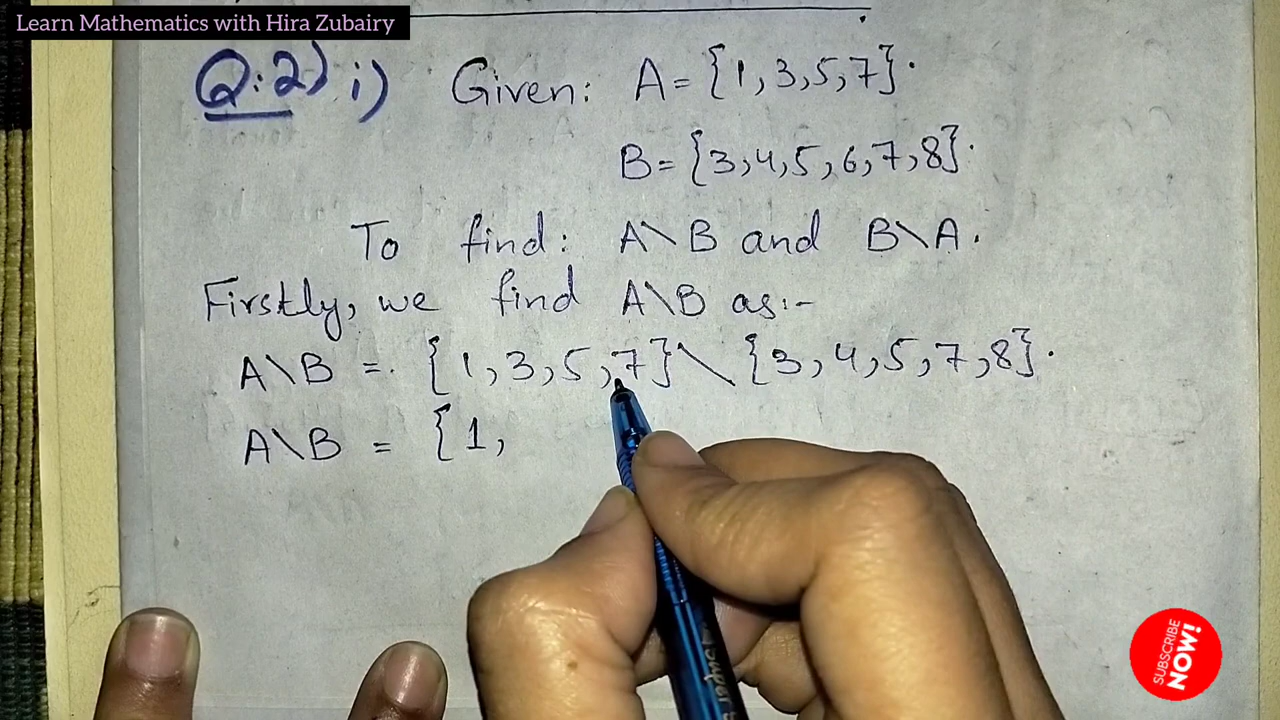 Learn Mathematics with Hira Zubairy
Q:2) i) Given: A = {1, 3, 5, 7}.
B = {3, 4, 5, 6, 7, 8}.
To find: A\B and B\A.
Firstly, we find A\B as:-
A\B = {1, 3, 5, 7} \ {3, 4, 5, 7, 8}.
A\B = {1,
SUBSCRIBE
NOW!